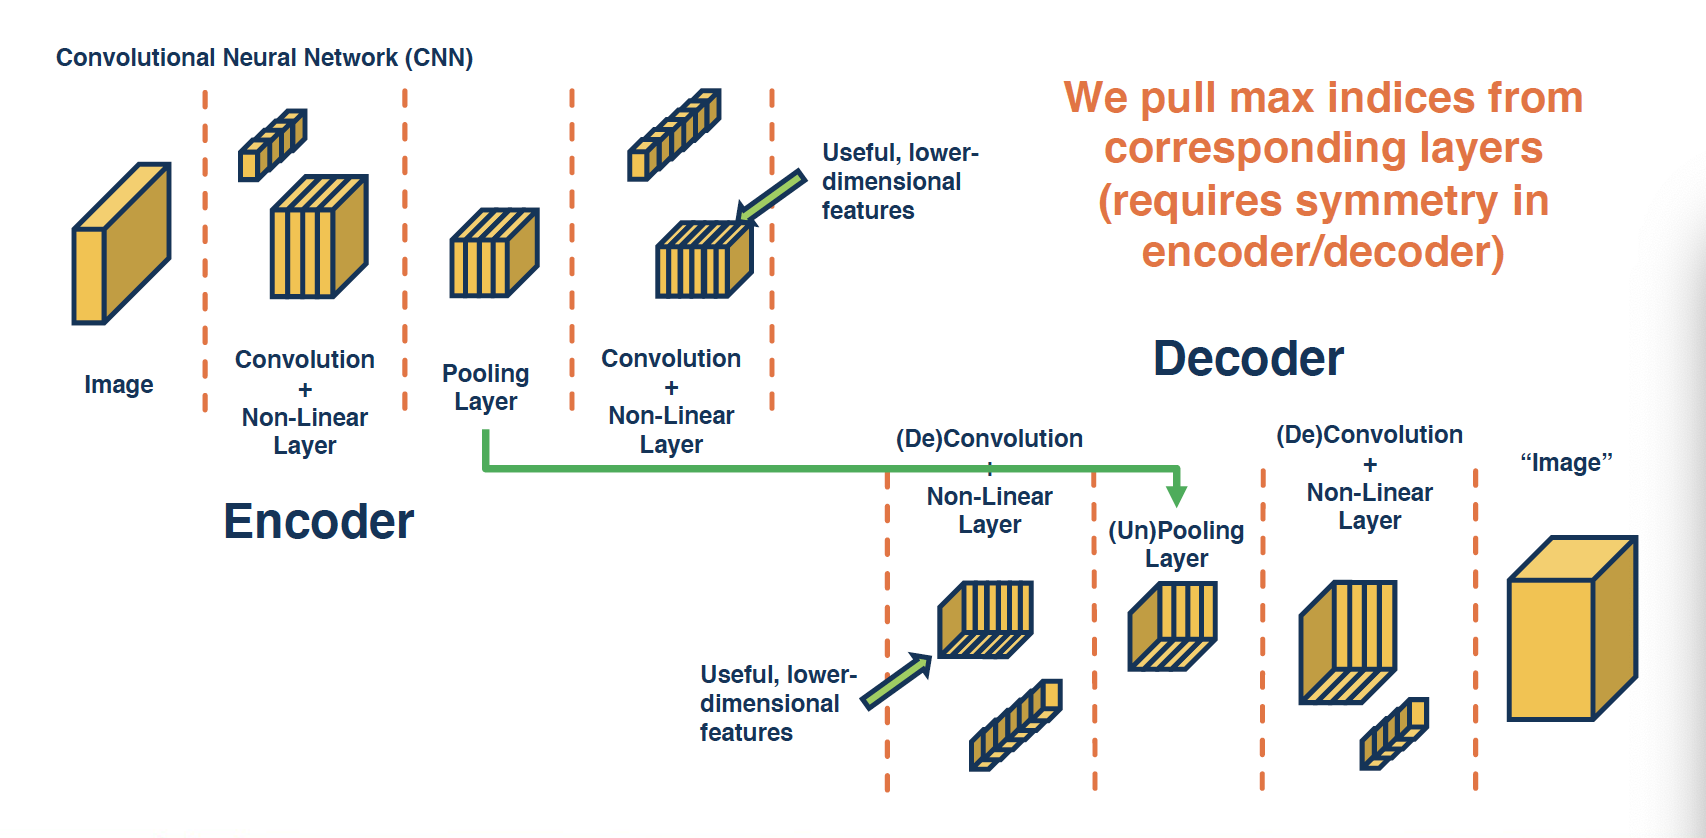 Convolutional Neural Network (CNN)
We pull max indices from
corresponding layers
(requires symmetry in
encoder/decoder)
Useful, lower-
dimensional
features
Image
Convolution
+
Non-Linear
Layer
Pooling
Layer
Convolution
+
Non-Linear
Layer
Encoder
Decoder
(De)Convolution
+
Non-Linear
Layer
(Un)Pooling
Layer
(De)Convolution
+
Non-Linear
Layer
“Image”
Useful, lower-
dimensional
features